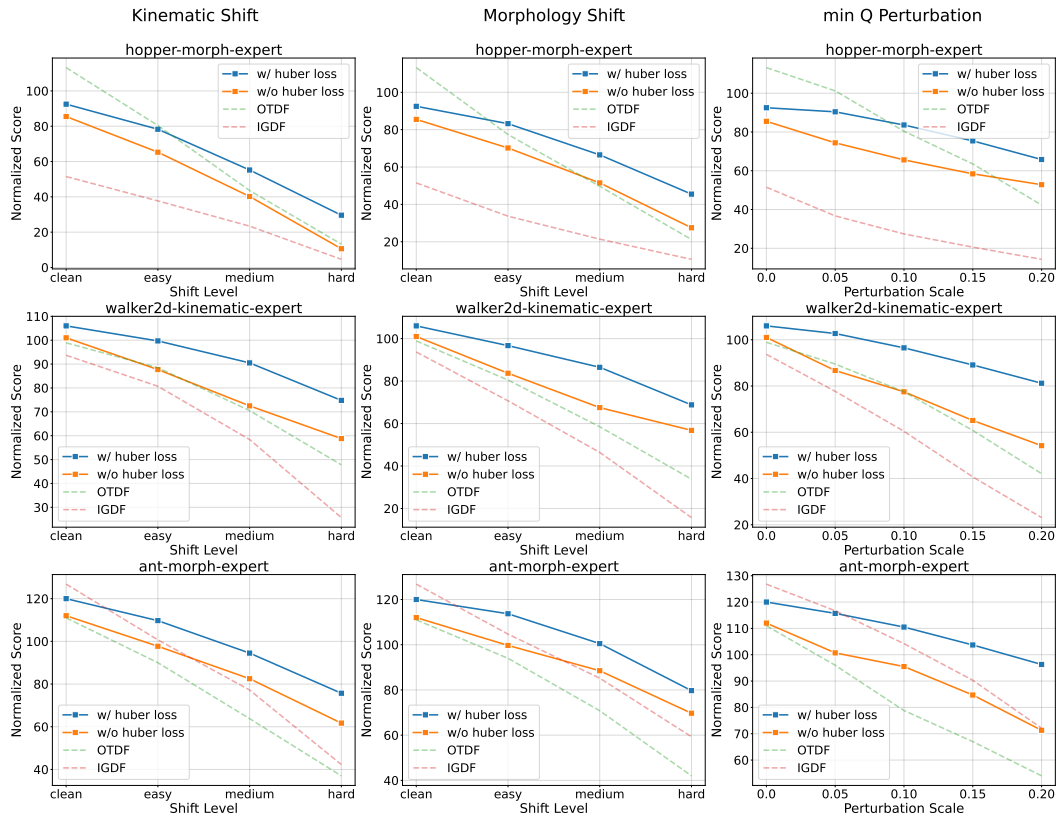 Kinematic Shift
Morphology Shift
min Q Perturbation
hopper-morph-expert
Normalized Score
100
80
60
40
20
0
clean
easy
medium
hard
Shift Level
w/ huber loss
w/o huber loss
OTDF
IGDF
hopper-morph-expert
Normalized Score
100
80
60
40
20
clean
easy
medium
hard
Shift Level
w/ huber loss
w/o huber loss
OTDF
IGDF
hopper-morph-expert
Normalized Score
100
80
60
40
20
0.0
0.05
0.10
0.15
0.20
Perturbation Scale
w/ huber loss
w/o huber loss
OTDF
IGDF
walker2d-kinematic-expert
Normalized Score
110
100
90
80
70
60
50
40
30
clean
easy
medium
hard
Shift Level
w/ huber loss
w/o huber loss
OTDF
IGDF
walker2d-kinematic-expert
Normalized Score
100
80
60
40
20
clean
easy
medium
hard
Shift Level
w/ huber loss
w/o huber loss
OTDF
IGDF
walker2d-kinematic-expert
Normalized Score
100
80
60
40
20
0.0
0.05
0.10
0.15
0.20
Perturbation Scale
w/ huber loss
w/o huber loss
OTDF
IGDF
ant-morph-expert
Normalized Score
120
100
80
60
40
clean
easy
medium
hard
Shift Level
w/ huber loss
w/o huber loss
OTDF
IGDF
ant-morph-expert
Normalized Score
120
100
80
60
40
clean
easy
medium
hard
Shift Level
w/ huber loss
w/o huber loss
OTDF
IGDF
ant-morph-expert
Normalized Score
130
120
110
100
90
80
70
60
0.0
0.05
0.10
0.15
0.20
Perturbation Scale
w/ huber loss
w/o huber loss
OTDF
IGDF